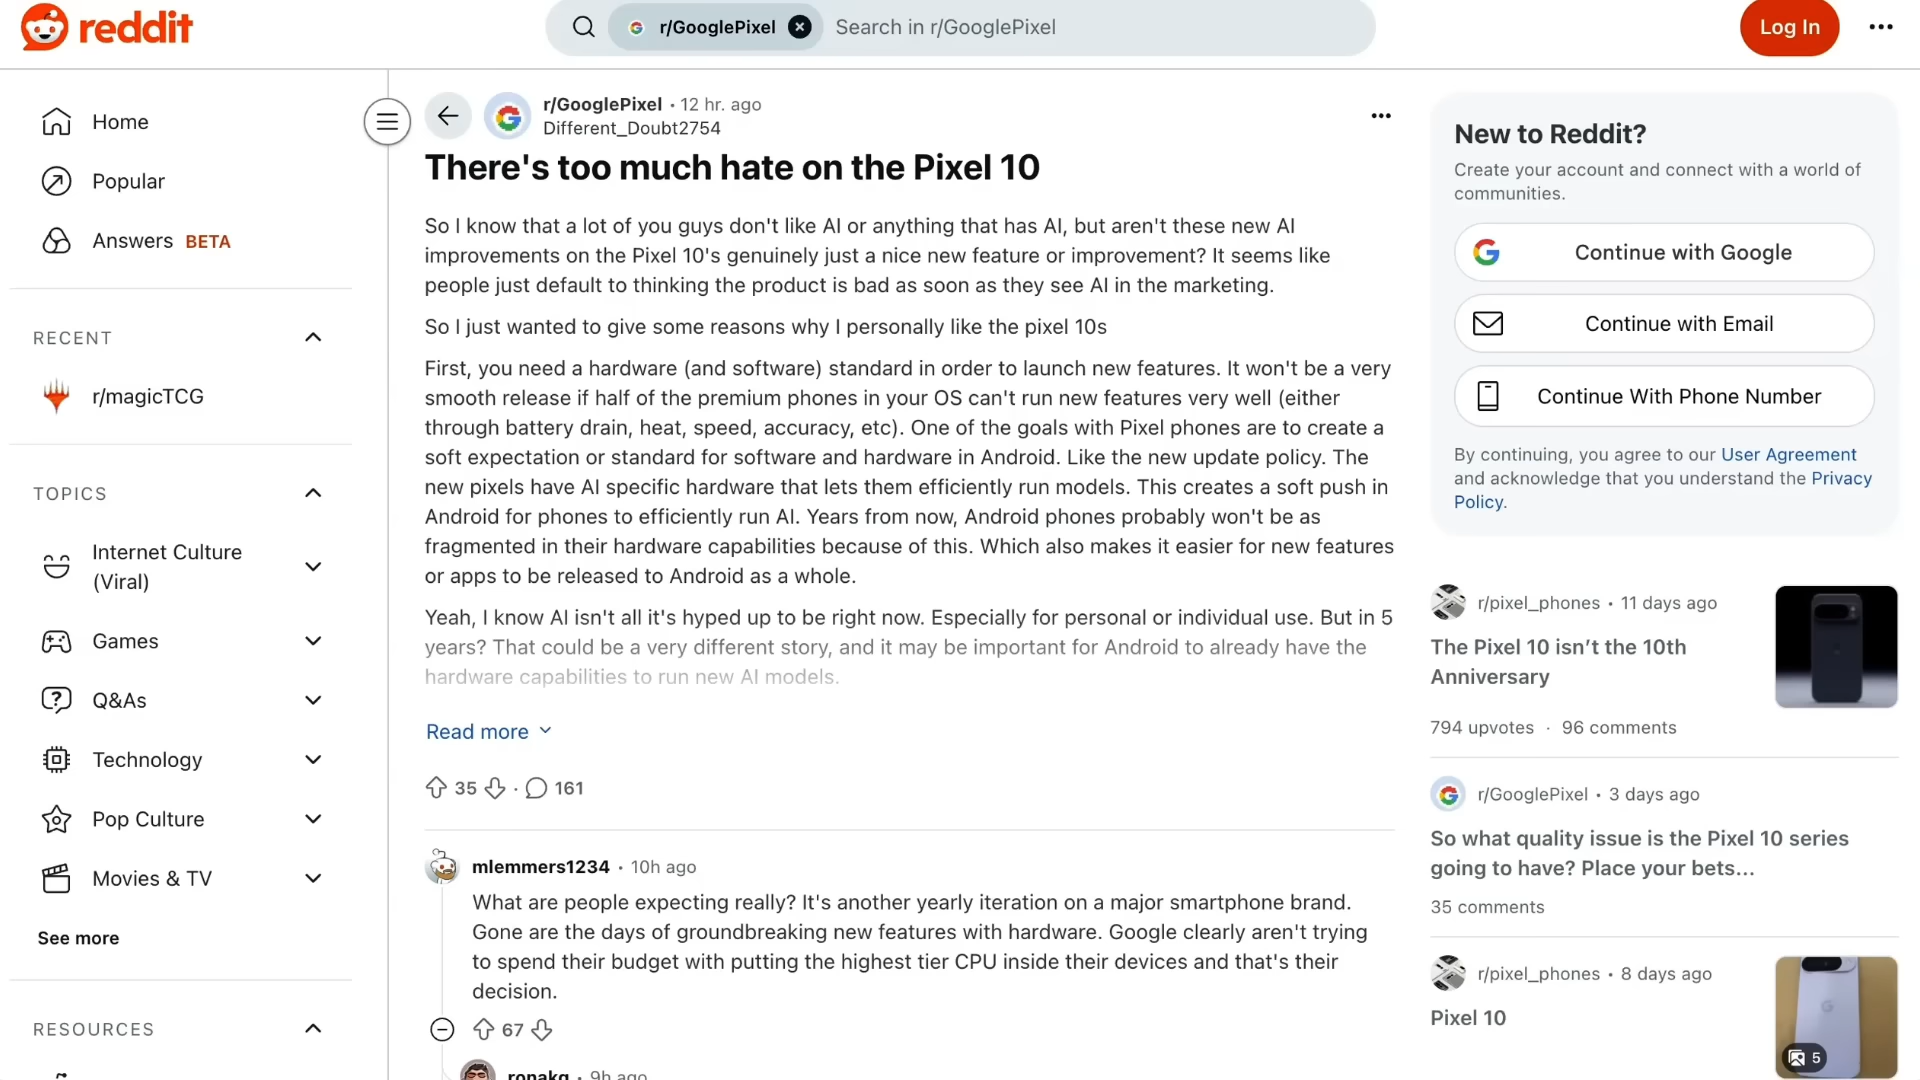 reddit
r/GooglePixel
Search in r/GooglePixel
Log In
Home
Popular
Answers BETA
RECENT
r/magicTCG
TOPICS
Internet Culture
(Viral)
Games
Q&As
Technology
Pop Culture
Movies & TV
See more
RESOURCES
r/GooglePixel • 12 hr. ago
Different_Doubt2754
There's too much hate on the Pixel 10
So I know that a lot of you guys don't like AI or anything that has AI, but aren't these new AI
improvements on the Pixel 10's genuinely just a nice new feature or improvement? It seems like
people just default to thinking the product is bad as soon as they see AI in the marketing.
So I just wanted to give some reasons why I personally like the pixel 10s
First, you need a hardware (and software) standard in order to launch new features. It won't be a very
smooth release if half of the premium phones in your OS can't run new features very well (either
through battery drain, heat, speed, accuracy, etc). One of the goals with Pixel phones are to create a
soft expectation or standard for software and hardware in Android. Like the new update policy. The
new pixels have AI specific hardware that lets them efficiently run models. This creates a soft push in
Android for phones to efficiently run AI. Years from now, Android phones probably won't be as
fragmented in their hardware capabilities because of this. Which also makes it easier for new features
or apps to be released to Android as a whole.
Yeah, I know AI isn't all it's hyped up to be right now. Especially for personal or individual use. But in 5
years? That could be a very different story, and it may be important for Android to already have the
hardware capabilities to run new AI models.
Read more
35 · 161
mlemmers1234 • 10h ago
What are people expecting really? It's another yearly iteration on a major smartphone brand.
Gone are the days of groundbreaking new features with hardware. Google clearly aren't trying
to spend their budget with putting the highest tier CPU inside their devices and that's their
decision.
67
ronakg • 9h ago
New to Reddit?
Create your account and connect with a world of
communities.
Continue with Google
Continue with Email
Continue With Phone Number
By continuing, you agree to our User Agreement
and acknowledge that you understand the Privacy
Policy.
r/pixel_phones • 11 days ago
The Pixel 10 isn’t the 10th
Anniversary
794 upvotes · 96 comments
r/GooglePixel • 3 days ago
So what quality issue is the Pixel 10 series
going to have? Place your bets...
35 comments
r/pixel_phones • 8 days ago
Pixel 10
5